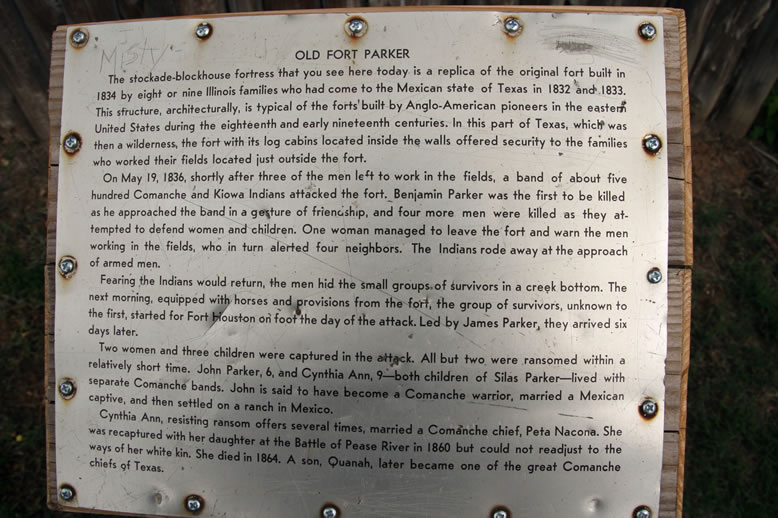 Misty
OLD FORT PARKER
The stockade-blockhouse fortress that you see here today is a replica of the original fort built in
1834 by eight or nine Illinois families who had come to the Mexican state of Texas in 1832 and 1833.
This structure, architecturally, is typical of the forts built by Anglo-American pioneers in the eastern
United States during the eighteenth and early nineteenth centuries. In this part of Texas, which was
then a wilderness, the fort with its log cabins located inside the walls offered security to the families
who worked their fields located just outside the fort.
On May 19, 1836, shortly after three of the men left to work in the fields, a band of about five
hundred Comanche and Kiowa Indians attacked the fort. Benjamin Parker was the first to be killed
as he approached the band in a gesture of friendship, and four more men were killed as they at-
tempted to defend women and children. One woman managed to leave the fort and warn the men
working in the fields, who in turn alerted four neighbors. The Indians rode away at the approach
of armed men.
Fearing the Indians would return, the men hid the small groups of survivors in a creek bottom. The
next morning, equipped with horses and provisions from the fort, the group of survivors, unknown to
the first, started for Fort Houston on foot the day of the attack. Led by James Parker, they arrived six
days later.
Two women and three children were captured in the attack. All but two were ransomed within a
relatively short time. John Parker, 6, and Cynthia Ann, 9—both children of Silas Parker—lived with
separate Comanche bands. John is said to have become a Comanche warrior, married a Mexican
captive, and then settled on a ranch in Mexico.
Cynthia Ann, resisting ransom offers several times, married a Comanche chief, Peta Nacona. She
was recaptured with her daughter at the Battle of Pease River in 1860 but could not readjust to the
ways of her white kin. She died in 1864. A son, Quanah, later became one of the great Comanche
chiefs of Texas.